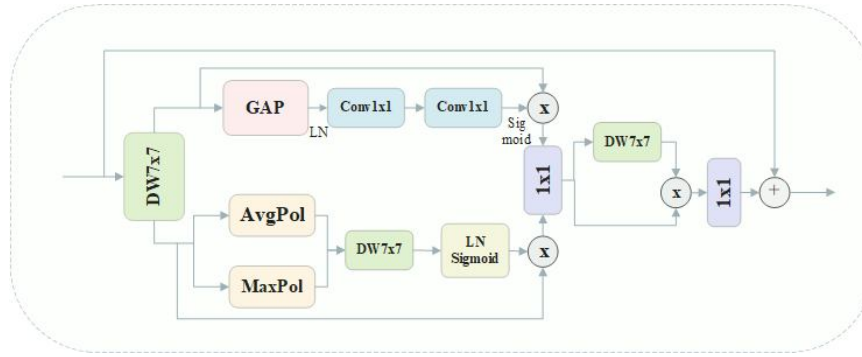 DW7x7
GAP
LN
Conv1x1
Conv1x1
Sig
moid
x
AvgPol
MaxPol
DW7x7
LN
Sigmoid
x
1x1
DW7x7
x
1x1
+